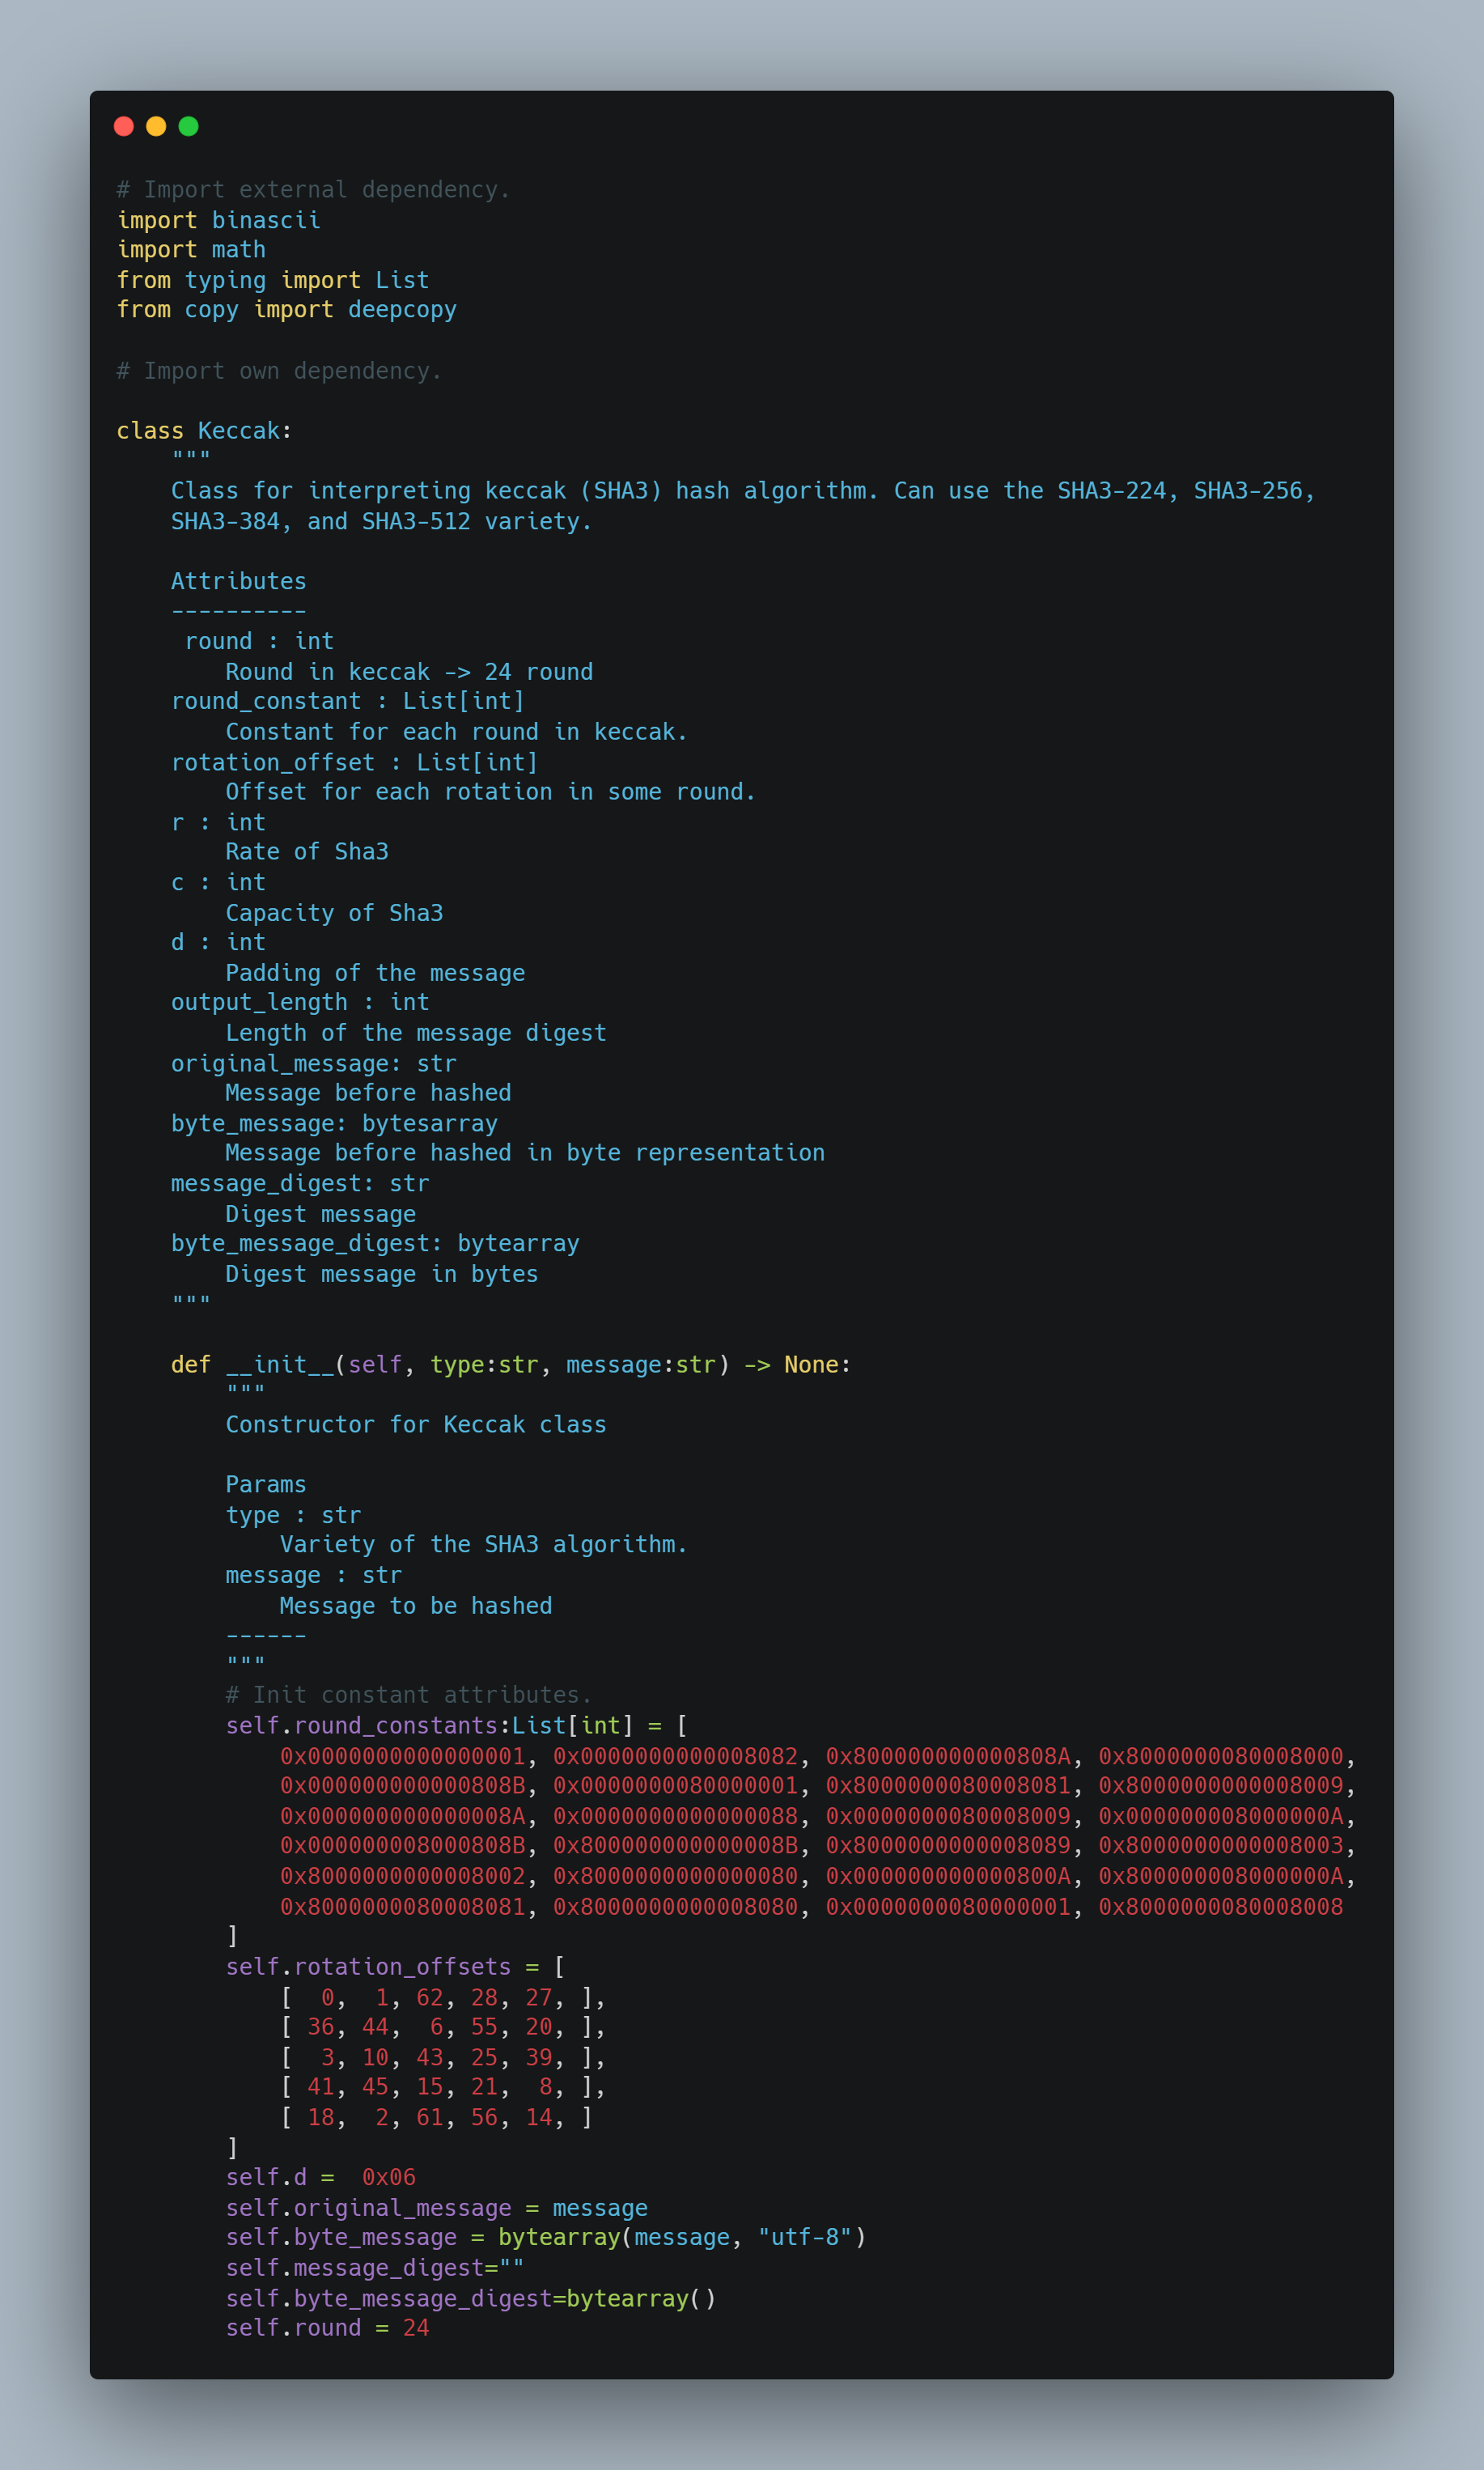 # Import external dependency.
import binascii
import math
from typing import List
from copy import deepcopy

# Import own dependency.

class Keccak:
    """
    Class for interpreting keccak (SHA3) hash algorithm. Can use the SHA3-224, SHA3-256,
    SHA3-384, and SHA3-512 variety.

    Attributes
    ----------
     round : int
        Round in keccak -> 24 round
    round_constant : List[int]
        Constant for each round in keccak.
    rotation_offset : List[int]
        Offset for each rotation in some round.
    r : int
        Rate of Sha3
    c : int
        Capacity of Sha3
    d : int
        Padding of the message
    output_length : int
        Length of the message digest
    original_message: str
        Message before hashed
    byte_message: bytesarray
        Message before hashed in byte representation
    message_digest: str
        Digest message
    byte_message_digest: bytearray
        Digest message in bytes
    """

    def __init__(self, type:str, message:str) -> None:
        """
        Constructor for Keccak class

        Params
        type : str
            Variety of the SHA3 algorithm.
        message : str
            Message to be hashed
        ------
        """
        # Init constant attributes.
        self.round_constants:List[int] = [
            0x0000000000000001, 0x0000000000008082, 0x800000000000808A, 0x8000000080008000,
            0x000000000000808B, 0x0000000080000001, 0x8000000080008081, 0x8000000000008009,
            0x000000000000008A, 0x0000000000000088, 0x0000000080008009, 0x000000008000000A,
            0x000000008000808B, 0x800000000000008B, 0x8000000000008089, 0x8000000000008003,
            0x8000000000008002, 0x8000000000000080, 0x000000000000800A, 0x800000008000000A,
            0x8000000080008081, 0x8000000000008080, 0x0000000080000001, 0x8000000080008008
        ]
        self.rotation_offsets = [
            [  0,  1, 62, 28, 27, ],
            [ 36, 44,  6, 55, 20, ],
            [  3, 10, 43, 25, 39, ],
            [ 41, 45, 15, 21,  8, ],
            [ 18,  2, 61, 56, 14, ]
        ]
        self.d =  0x06
        self.original_message = message
        self.byte_message = bytearray(message, "utf-8")
        self.message_digest=""
        self.byte_message_digest=bytearray()
        self.round = 24